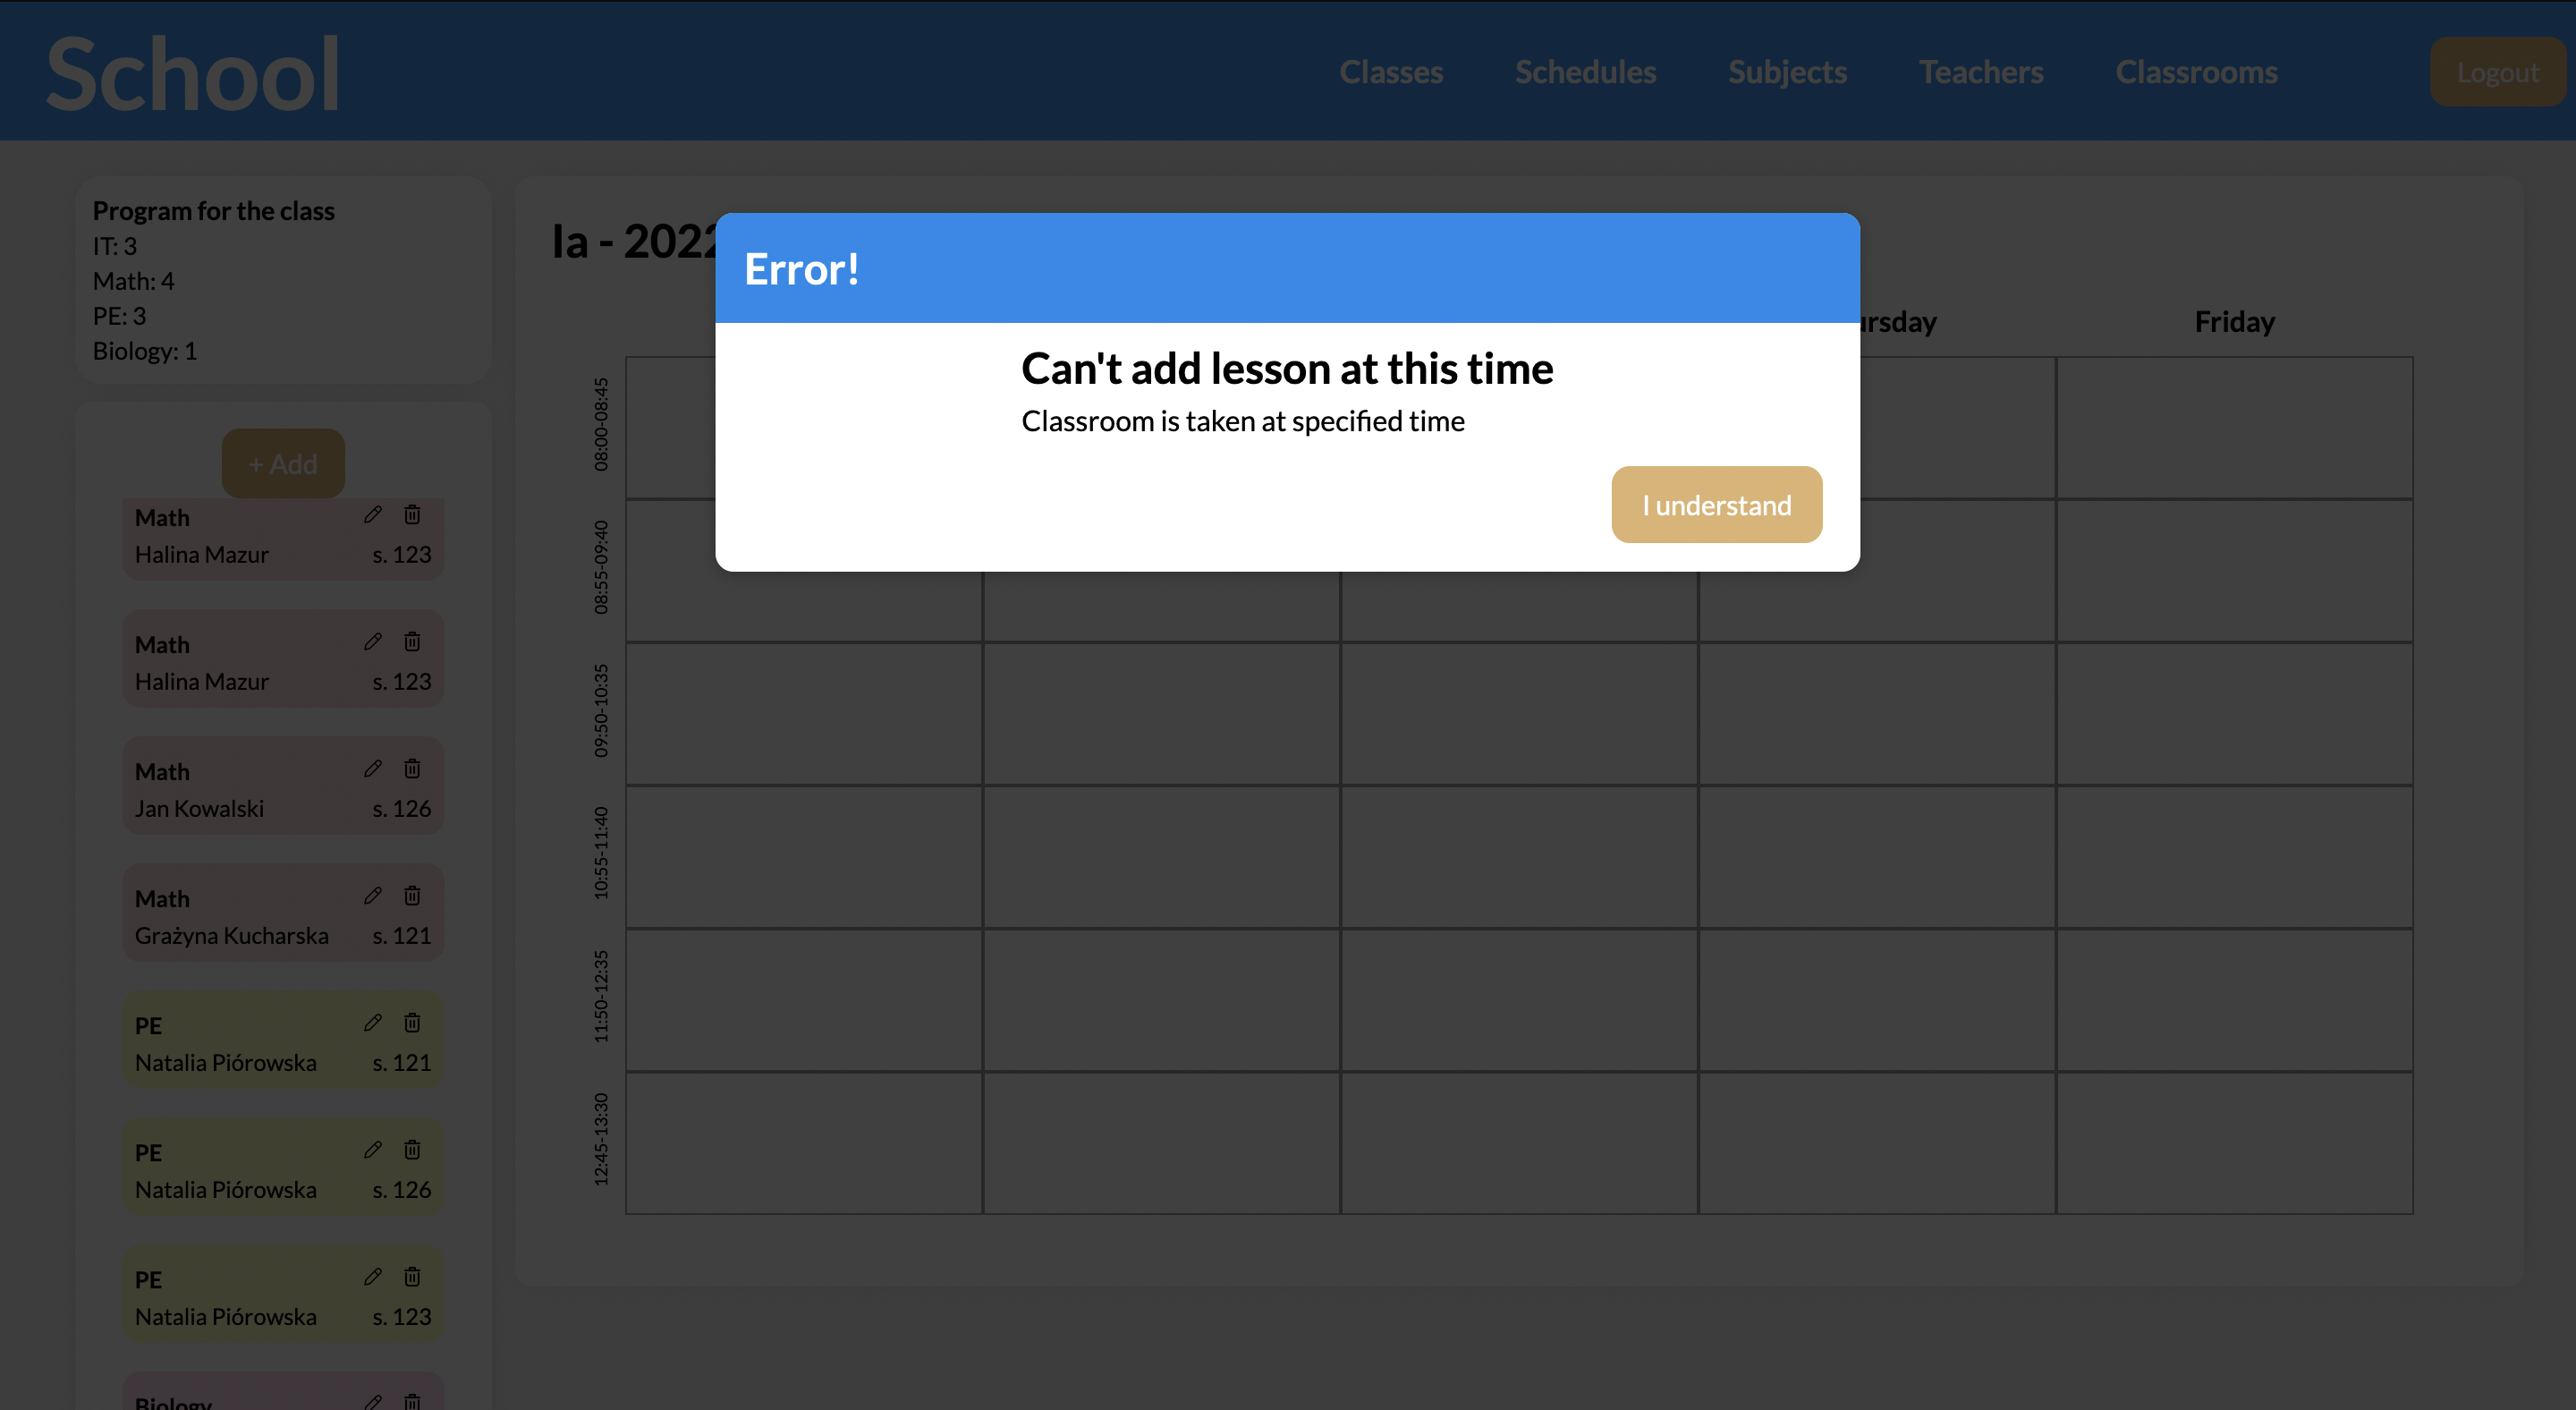 School
Classes Schedules Subjects Teachers Classrooms Logout
Program for the class
IT: 3
Math: 4
PE: 3
Biology: 1
+ Add
Math
Halina Mazur s. 123
Math
Halina Mazur s. 123
Math
Jan Kowalski s. 126
Math
Grażyna Kucharska s. 121
PE
Natalia Piórowska s. 121
PE
Natalia Piórowska s. 126
PE
Natalia Piórowska s. 123
Biology
Ia - 2022
Error!
Can't add lesson at this time
Classroom is taken at specified time
I understand
ursday Friday
08:00-08:45
08:55-09:40
09:50-10:35
10:55-11:40
11:50-12:35
12:45-13:30